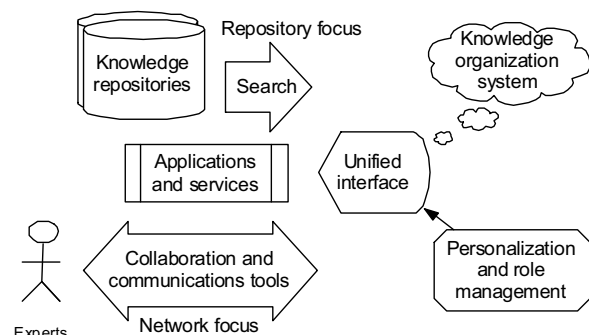 Repository focus
Knowledge
repositories
Search
Knowledge
organization
system
Applications
and services
Unified
interface
Collaboration and
communications tools
Personalization
and role
management
Network focus
Experts